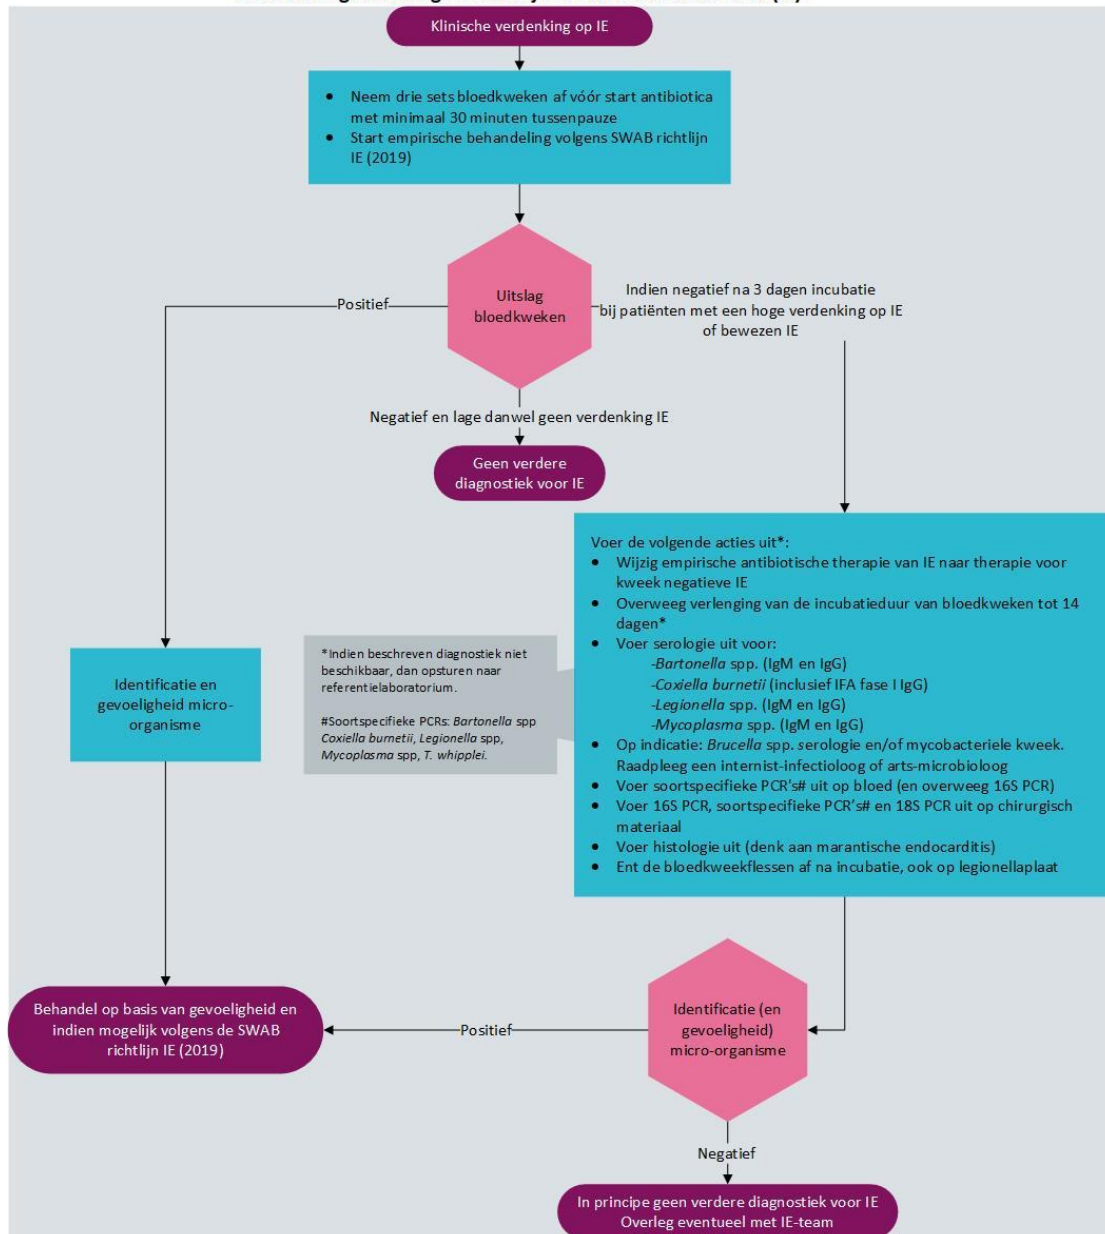 Klinische verdenking op IE
• Neem drie sets bloedkweken af vóór start antibiotica
met minimaal 30 minuten tussenpauze
• Start empirische behandeling volgens SWAB richtlijn
IE (2019)
Uitslag
bloedkweken
Positief
Indien negatief na 3 dagen incubatie
bij patiënten met een hoge verdenking op IE
of bewezen IE
Negatief en lage danwel geen verdenking IE
Geen verdere
diagnostiek voor IE
Voer de volgende acties uit*:
• Wijzig empirische antibiotische therapie van IE naar therapie voor
kweek negatieve IE
• Overweeg verlenging van de incubatieduur van bloedkweken tot 14
dagen*
• Voer serologie uit voor:
-Bartonella spp. (IgM en IgG)
-Coxiella burnetii (inclusief IFA fase I IgG)
-Legionella spp. (IgM en IgG)
-Mycoplasma spp. (IgM en IgG)
• Op indicatie: Brucella spp. serologie en/of mycobacteriele kweek.
Raadpleeg een internist-infectioloog of arts-microbioloog
• Voer soortspecifieke PCR's# uit op bloed (en overweeg 16S PCR)
• Voer 16S PCR, soortspecifieke PCR's# en 18S PCR uit op chirurgisch
materiaal
• Voer histologie uit (denk aan marantische endocarditis)
• Ent de bloedkweekflessen af na incubatie, ook op legionellaplaat
*Indien beschreven diagnostiek niet
beschikbaar, dan opsturen naar
referentielaboratorium.
#Soortspecifieke PCRs: Bartonella spp
Coxiella burnetii, Legionella spp,
Mycoplasma spp, T. whipplei.
Identificatie en
gevoeligheid micro-
organisme
Behandel op basis van gevoeligheid en
indien mogelijk volgens de SWAB
richtlijn IE (2019)
Positief
Identificatie (en
gevoeligheid)
micro-organisme
Negatief
In principe geen verdere diagnostiek voor IE
Overleg eventueel met IE-team